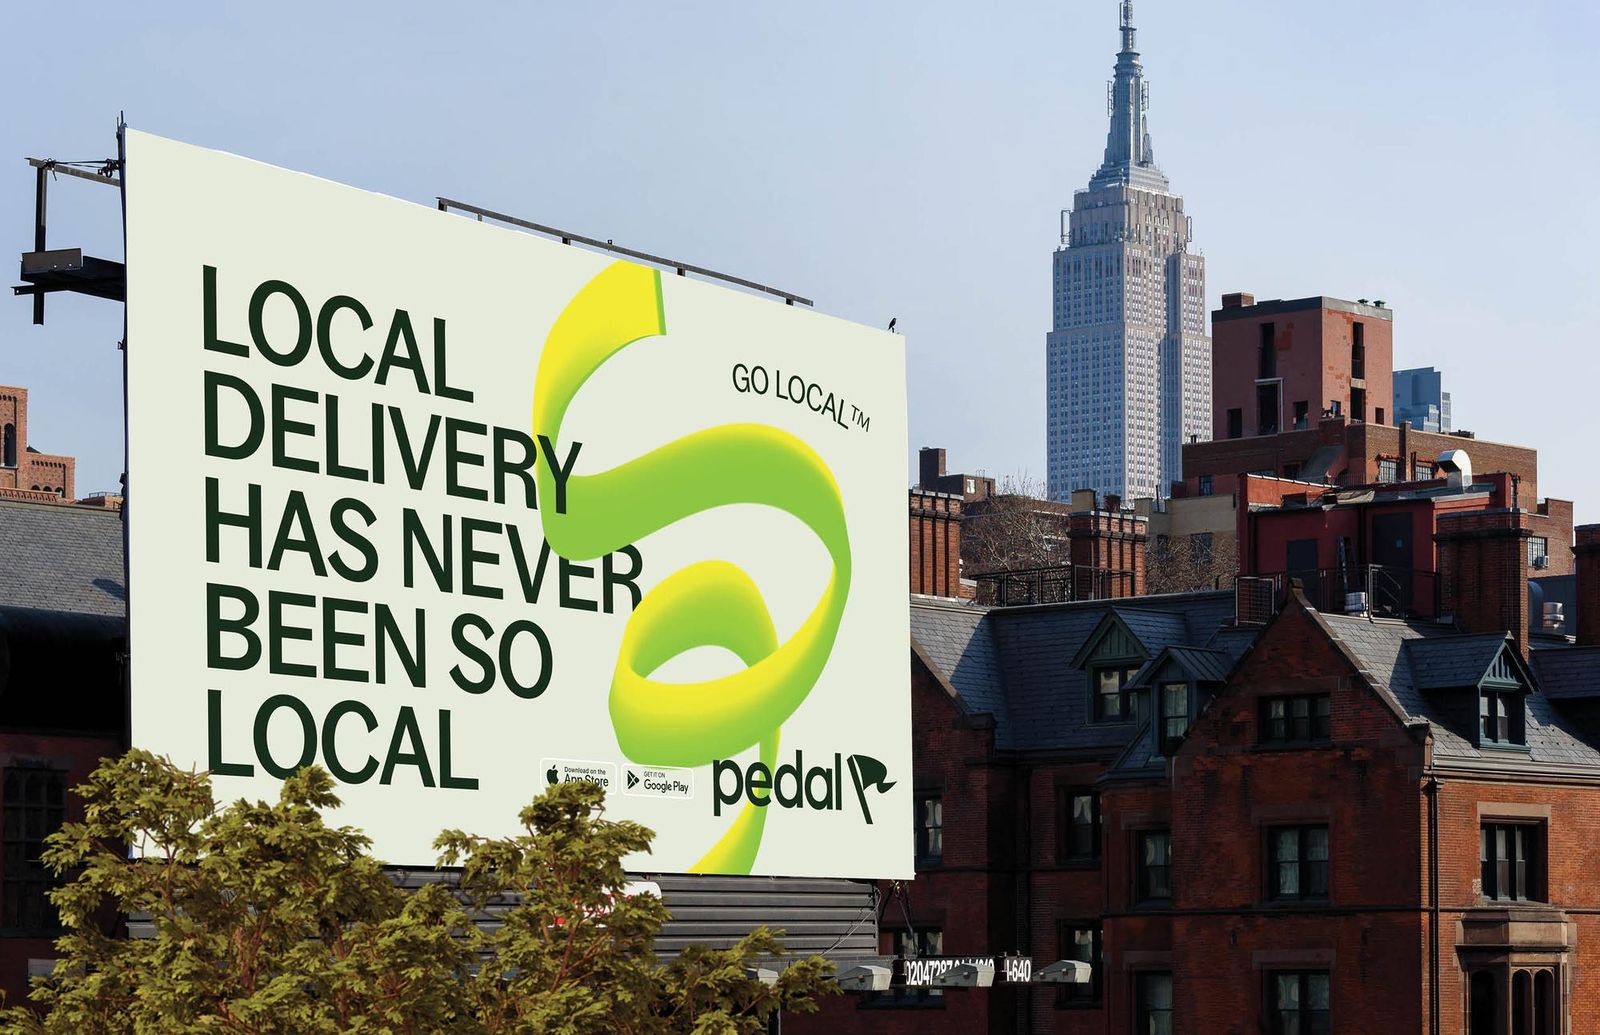 LOCAL
DELIVERY
HAS NEVER
BEEN SO
LOCAL
GO LOCAL™
Download on the
App Store
GET IT ON
Google Play
pedal
I-640